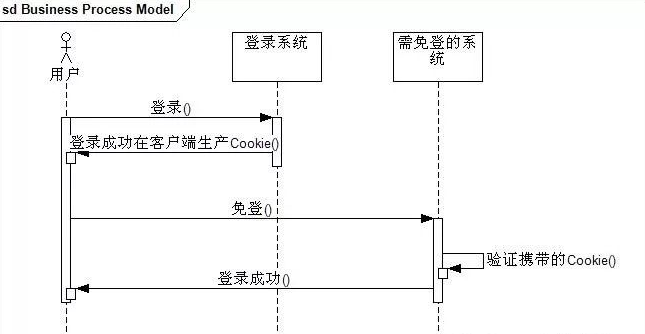 sd Business Process Model
用户
登录系统
需免登的系
统
登录()
登录成功在客户端生产Cookie()
免登()
验证携带的Cookie()
登录成功()